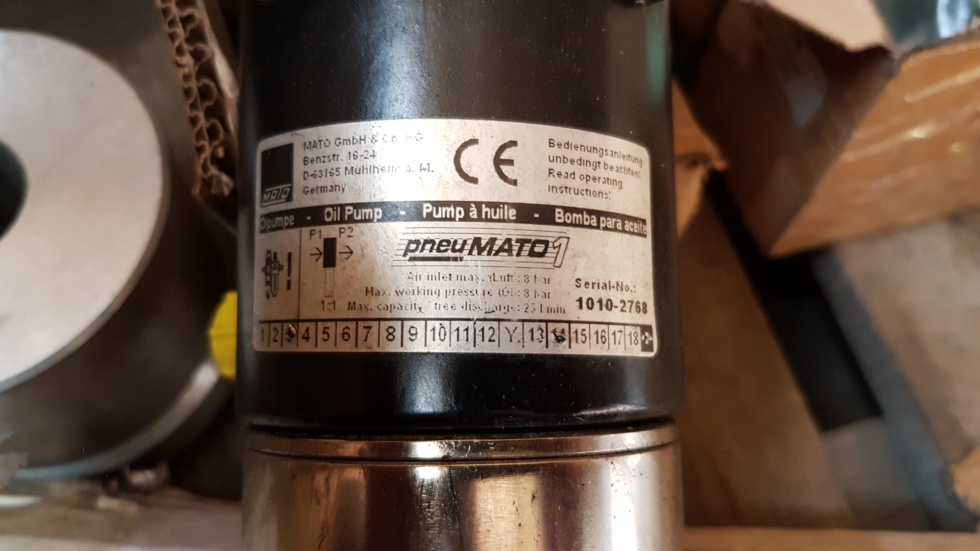 MATO GmbH & Co. KG
Benzstr. 16-24
D-63165 Mühlheim a. M.
Germany
MATO
CE
Bedienungsanleitung
unbedingt beachten!
Read operating
instructions!
Ölpumpe - Oil Pump - Pump à huile - Bomba para aceite
P1 P2
1:1
pneuMATO 1
Air inlet max. (Luft): 8 bar
Max. working pressure (Öl): 8 bar
Max. capacity free discharge: 25 l/min
Serial-No.:
1010-2768
1 2 3 4 5 6 7 8 9 10 11 12 Y. 13 14 15 16 17 18